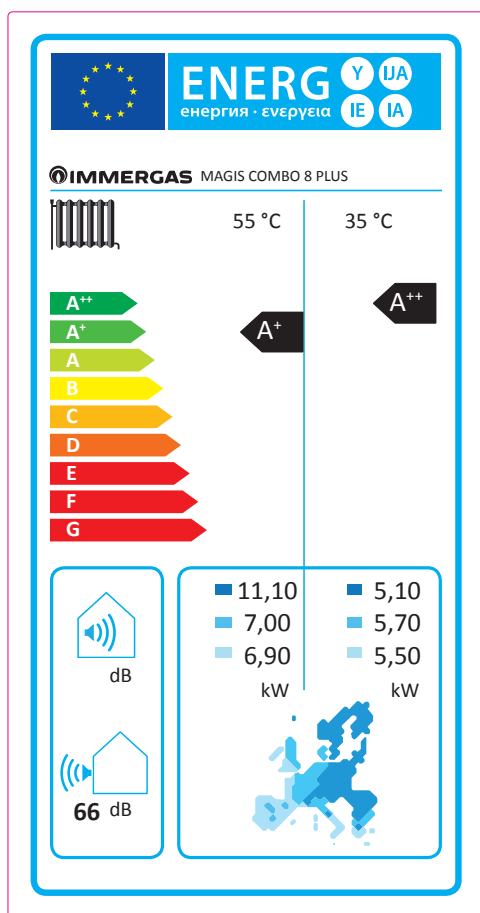 ENERG Y IJA
енергия · ενεργεια IE IA
IMMERGAS MAGIS COMBO 8 PLUS
55 °C 35 °C
A++
A++
A+
A+
A
B
C
D
E
F
G
11,10 5,10
7,00 5,70
6,90 5,50
kW kW
dB
66 dB